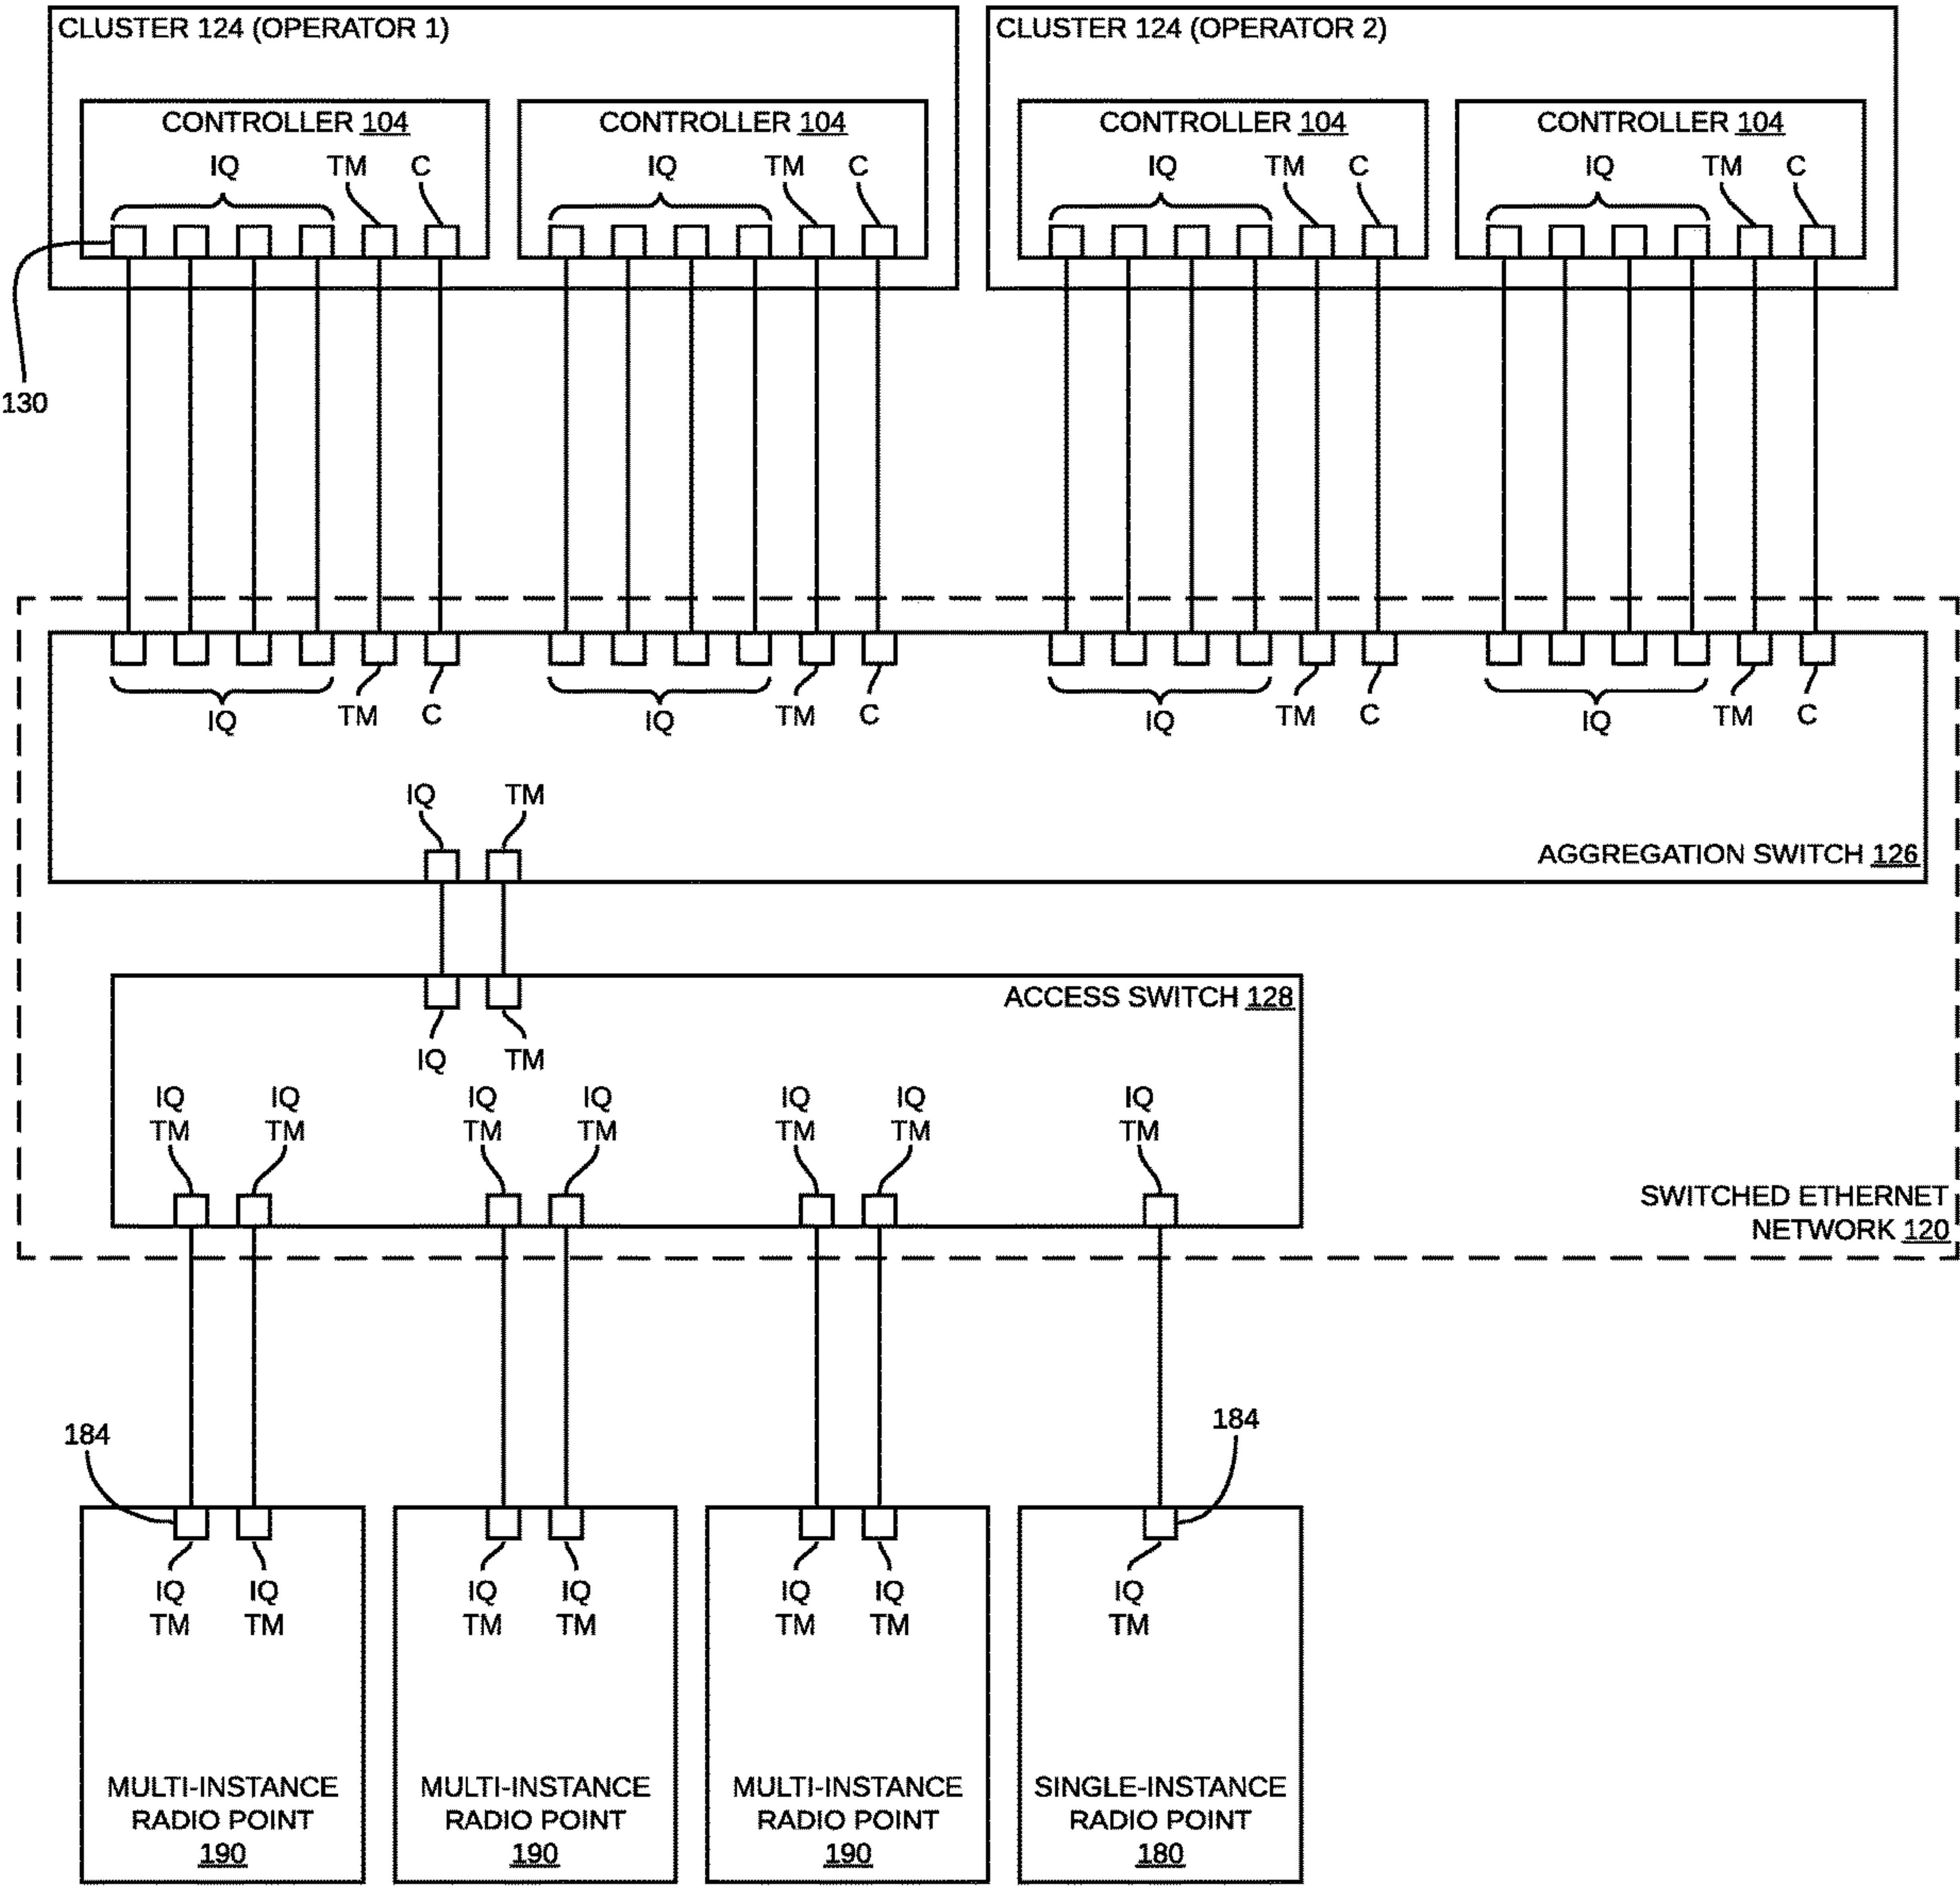 CLUSTER 124 (OPERATOR 1)
CLUSTER 124 (OPERATOR 2)
CONTROLLER 104
CONTROLLER 104
CONTROLLER 104
CONTROLLER 104
IQ TM C
IQ TM C
IQ TM C
IQ TM C
130
IQ TM C
IQ TM C
IQ TM C
IQ TM C
IQ TM
AGGREGATION SWITCH 126
ACCESS SWITCH 128
IQ TM
IQ IQ IQ IQ IQ IQ IQ
TM TM TM TM TM TM TM
SWITCHED ETHERNET
NETWORK 120
184
184
IQ IQ IQ IQ IQ IQ IQ
TM TM TM TM TM TM TM
MULTI-INSTANCE
RADIO POINT
190
MULTI-INSTANCE
RADIO POINT
190
MULTI-INSTANCE
RADIO POINT
190
SINGLE-INSTANCE
RADIO POINT
180